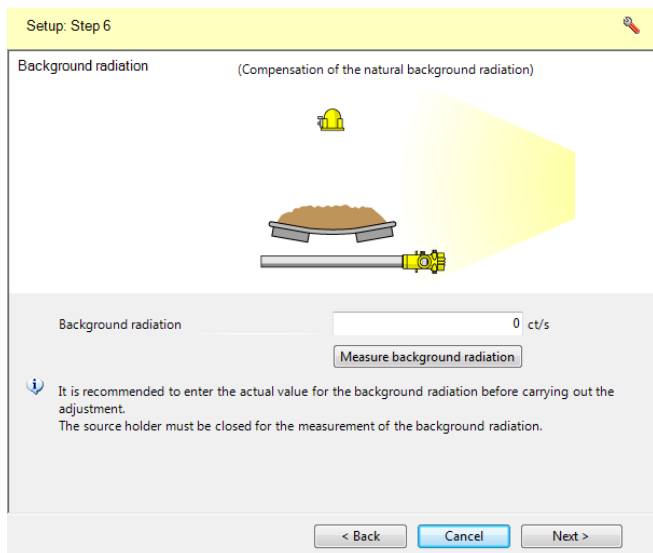 Setup: Step 6
Background radiation
(Compensation of the natural background radiation)
Background radiation
0 ct/s
Measure background radiation
It is recommended to enter the actual value for the background radiation before carrying out the
adjustment.
The source holder must be closed for the measurement of the background radiation.
< Back
Cancel
Next >